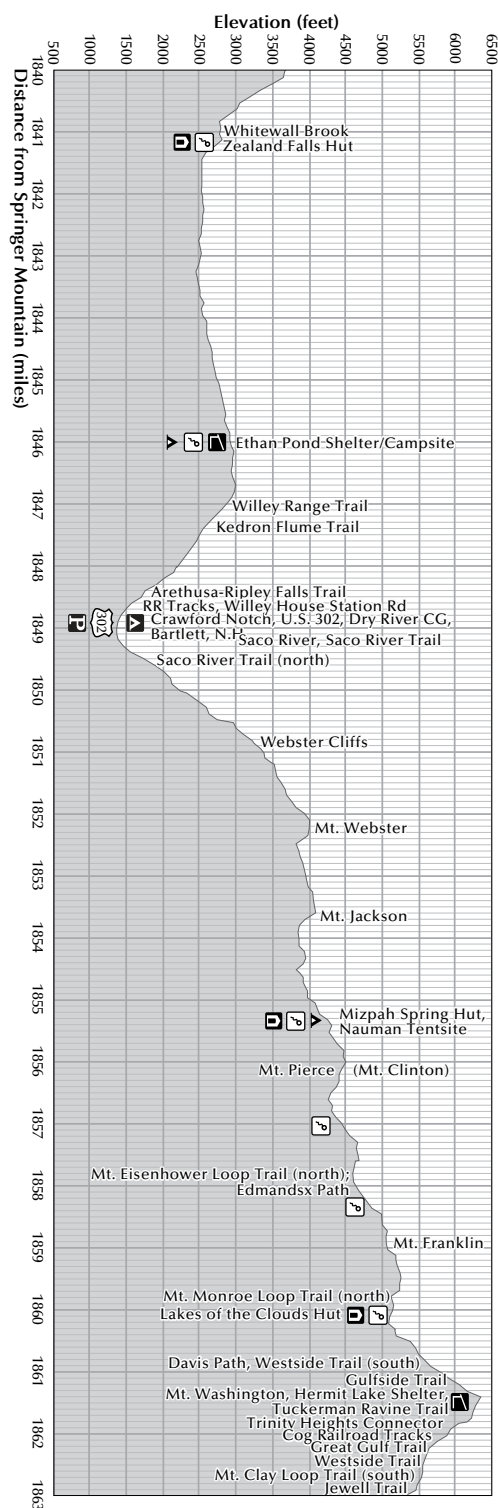 Elevation (feet)
500 1000 1500 2000 2500 3000 3500 4000 4500 5000 5500 6000 6500
Distance from Springer Mountain (miles)
1840
1841
Whitewall Brook
Zealand Falls Hut
1842
1843
1844
1845
1846
Ethan Pond Shelter/Campsite
1847
Willey Range Trail
Kedron Flume Trail
1848
Arethusa-Ripley Falls Trail
RR Tracks, Willey House Station Rd
Crawford Notch, U.S. 302, Dry River CG,
Bartlett, N.H.
Saco River, Saco River Trail
P
302
1849
Saco River Trail (north)
1850
1851
Webster Cliffs
1852
Mt. Webster
1853
Mt. Jackson
1854
1855
Mizpah Spring Hut,
Nauman Tentsite
1856
Mt. Pierce (Mt. Clinton)
1857
1858
Mt. Eisenhower Loop Trail (north);
Edmandsx Path
1859
Mt. Franklin
1860
Mt. Monroe Loop Trail (north)
Lakes of the Clouds Hut
1861
Davis Path, Westside Trail (south)
Gulfside Trail
Mt. Washington, Hermit Lake Shelter,
Tuckerman Ravine Trail
Trinity Heights Connector
1862
Cog Railroad Tracks
Great Gulf Trail
Westside Trail
Mt. Clay Loop Trail (south)
Jewell Trail
1863